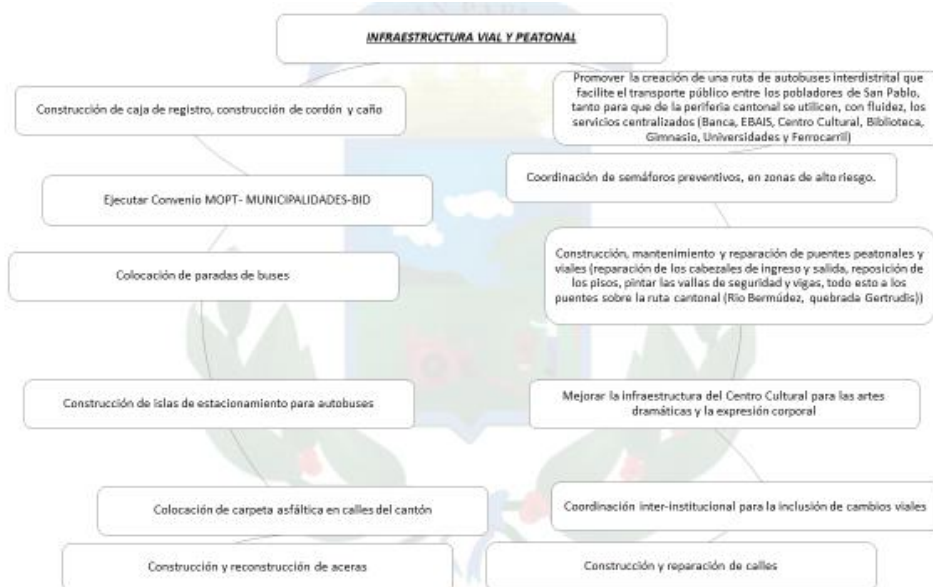 INFRAESTRUCTURA VIAL Y PEATONAL
Construcción de caja de registro, construcción de cordón y caño
Ejecutar Convenio MOPT- MUNICIPALIDADES-BID
Colocación de paradas de buses
Construcción de islas de estacionamiento para autobuses
Colocación de carpeta asfáltica en calles del cantón
Construcción y reconstrucción de aceras
Promover la creación de una ruta de autobuses interdistrital que
facilite el transporte público entre los pobladores de San Pablo,
tanto para que de la periferia cantonal se utilicen, con fluidez, los
servicios centralizados (Banca, EBAIS, Centro Cultural, Biblioteca,
Gimnasio, Universidades y Ferrocarril)
Coordinación de semáforos preventivos, en zonas de alto riesgo.
Construcción, mantenimiento y reparación de puentes peatonales y
viales (reparación de los cabezales de ingreso y salida, reposición de
los pisos, pintar las vallas de seguridad y vigas, todo esto a los
puentes sobre la ruta cantonal (Rio Bermúdez, quebrada Gertrudis))
Mejorar la infraestructura del Centro Cultural para las artes
dramáticas y la expresión corporal
Coordinación inter-institucional para la inclusión de cambios viales
Construcción y reparación de calles